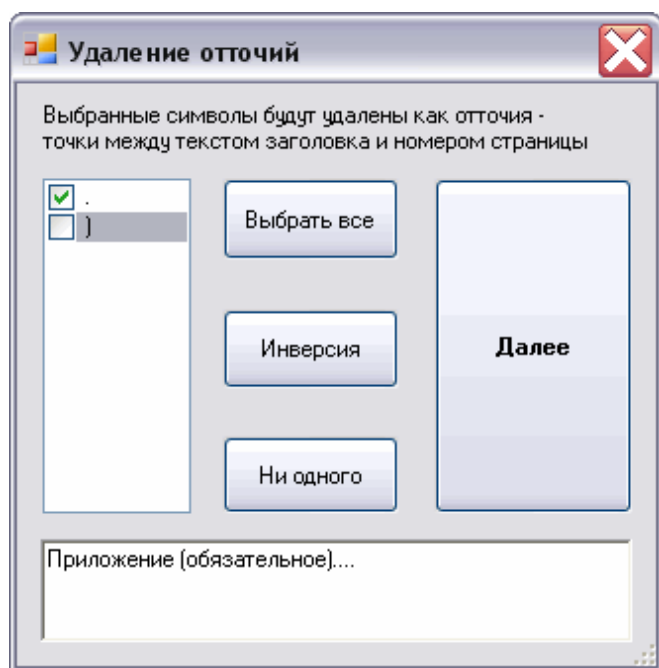 Удаление отточий
Выбранные символы будут удалены как отточия -
точки между текстом заголовка и номером страницы
.
)
Выбрать все
Инверсия
Далее
Ни одного
Приложение (обязательное)....